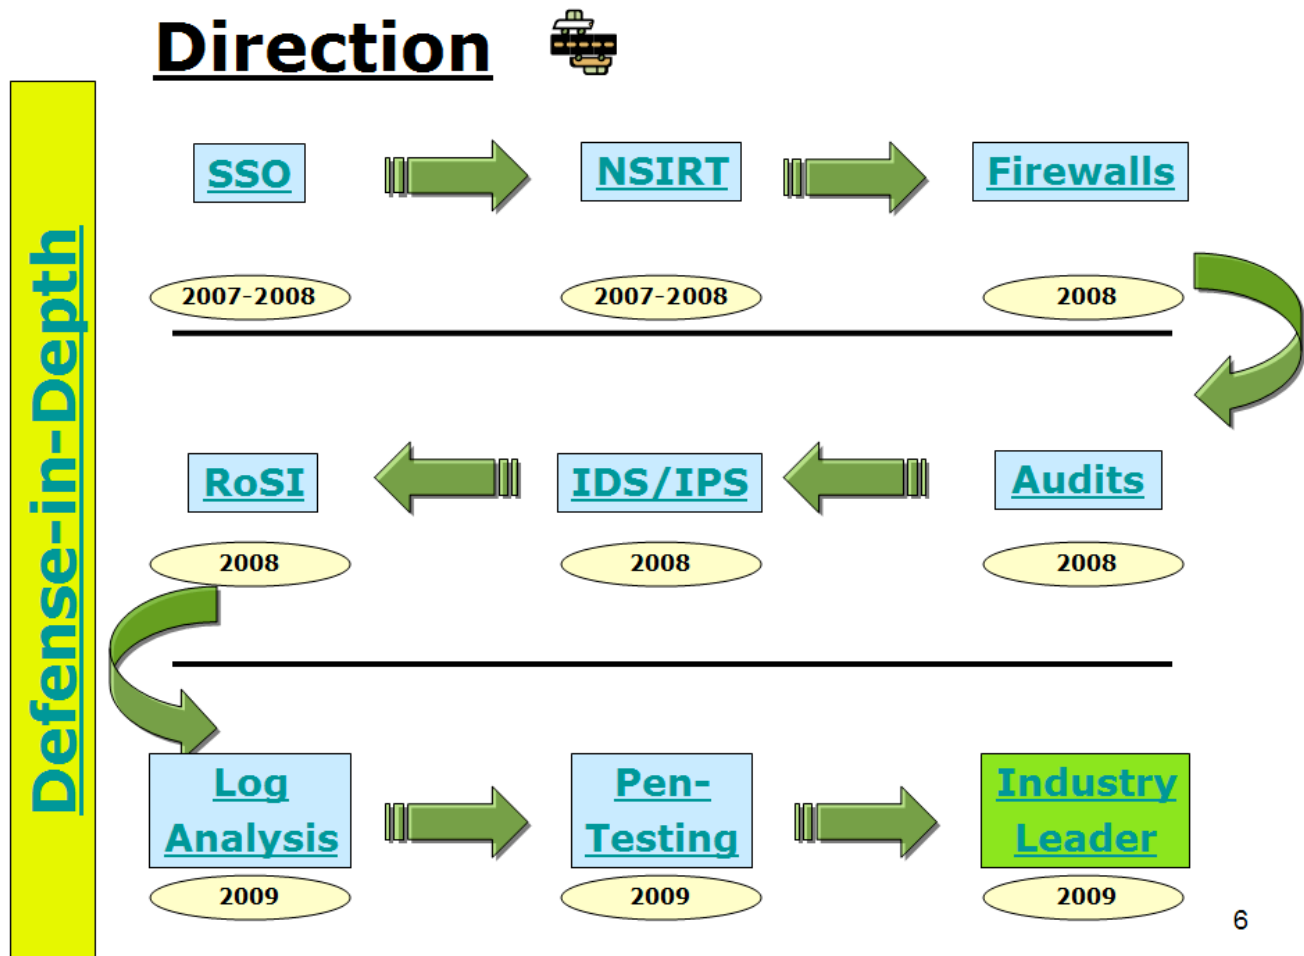 Direction
Defense-in-Depth
SSO
NSIRT
Firewalls
2007-2008
2007-2008
2008
RoSI
IDS/IPS
Audits
2008
2008
2008
Log
Analysis
Pen-
Testing
Industry
Leader
2009
2009
2009
6